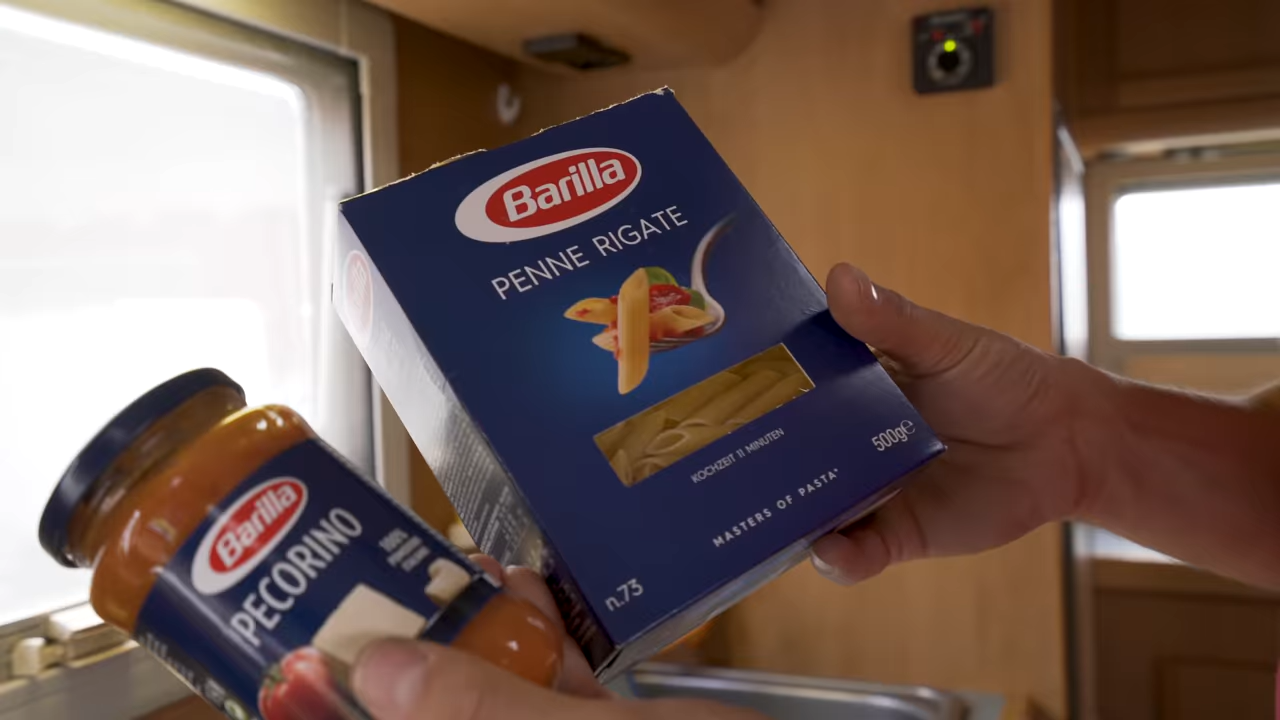 Barilla
PENNE RIGATE
KOCHZEIT 11 MINUTEN
500g℮
MASTERS OF PASTA*
n.73
Barilla
PECORINO